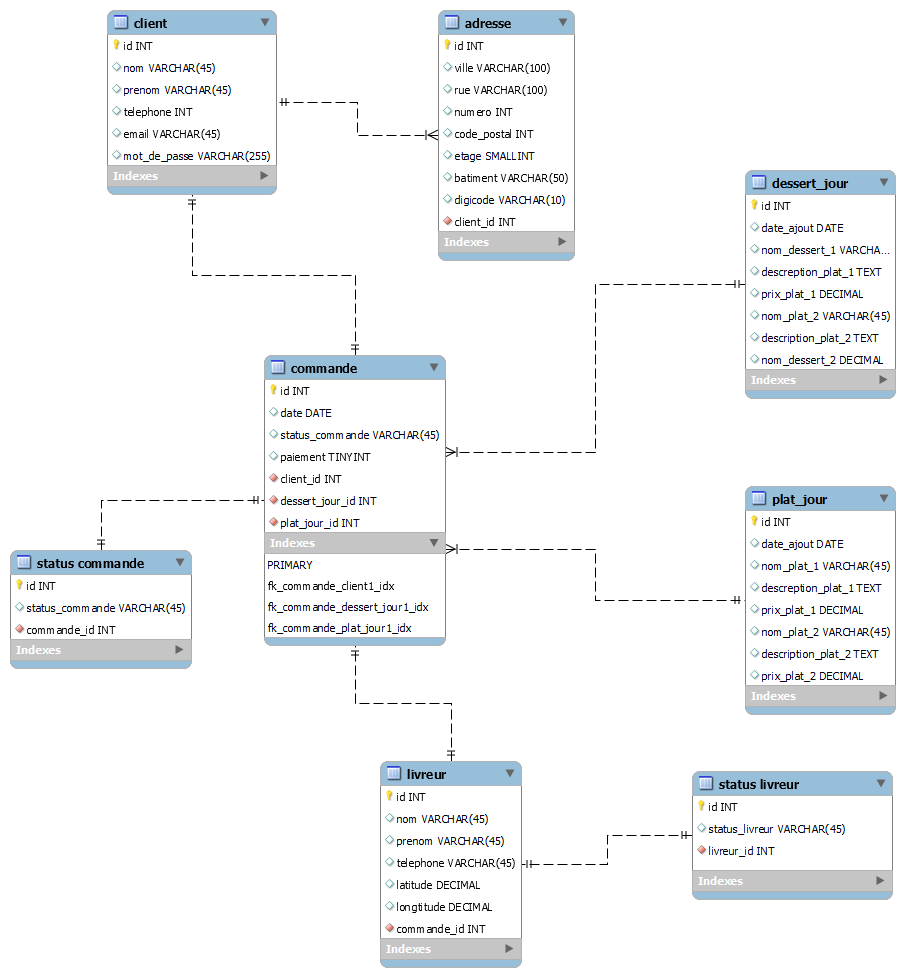 client
id INT
nom VARCHAR(45)
prenom VARCHAR(45)
telephone INT
email VARCHAR(45)
mot_de_passe VARCHAR(255)
Indexes
adresse
id INT
ville VARCHAR(100)
rue VARCHAR(100)
numero INT
code_postal INT
etage SMALLINT
batiment VARCHAR(50)
digicode VARCHAR(10)
client_id INT
Indexes
dessert_jour
id INT
date_ajout DATE
nom_dessert_1 VARCHA...
descreption_plat_1 TEXT
prix_plat_1 DECIMAL
nom_plat_2 VARCHAR(45)
description_plat_2 TEXT
nom_dessert_2 DECIMAL
Indexes
commande
id INT
date DATE
status_commande VARCHAR(45)
paiement TINYINT
client_id INT
dessert_jour_id INT
plat_jour_id INT
Indexes
PRIMARY
fk_commande_client1_idx
fk_commande_dessert_jour1_idx
fk_commande_plat_jour1_idx
plat_jour
id INT
date_ajout DATE
nom_plat_1 VARCHAR(45)
descreption_plat_1 TEXT
prix_plat_1 DECIMAL
nom_plat_2 VARCHAR(45)
description_plat_2 TEXT
prix_plat_2 DECIMAL
Indexes
status commande
id INT
status_commande VARCHAR(45)
commande_id INT
Indexes
livreur
id INT
nom VARCHAR(45)
prenom VARCHAR(45)
telephone VARCHAR(45)
latitude DECIMAL
longtitude DECIMAL
commande_id INT
Indexes
status livreur
id INT
status_livreur VARCHAR(45)
livreur_id INT
Indexes